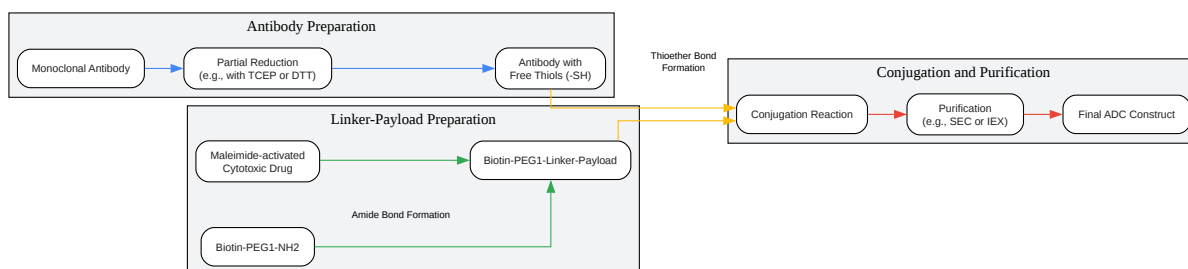 Antibody Preparation
Monoclonal Antibody
Partial Reduction
(e.g., with TCEP or DTT)
Antibody with
Free Thiols (-SH)
Thioether Bond
Formation
Conjugation and Purification
Conjugation Reaction
Purification
(e.g., SEC or IEX)
Final ADC Construct
Linker-Payload Preparation
Maleimide-activated
Cytotoxic Drug
Biotin-PEG1-Linker-Payload
Amide Bond Formation
Biotin-PEG1-NH2